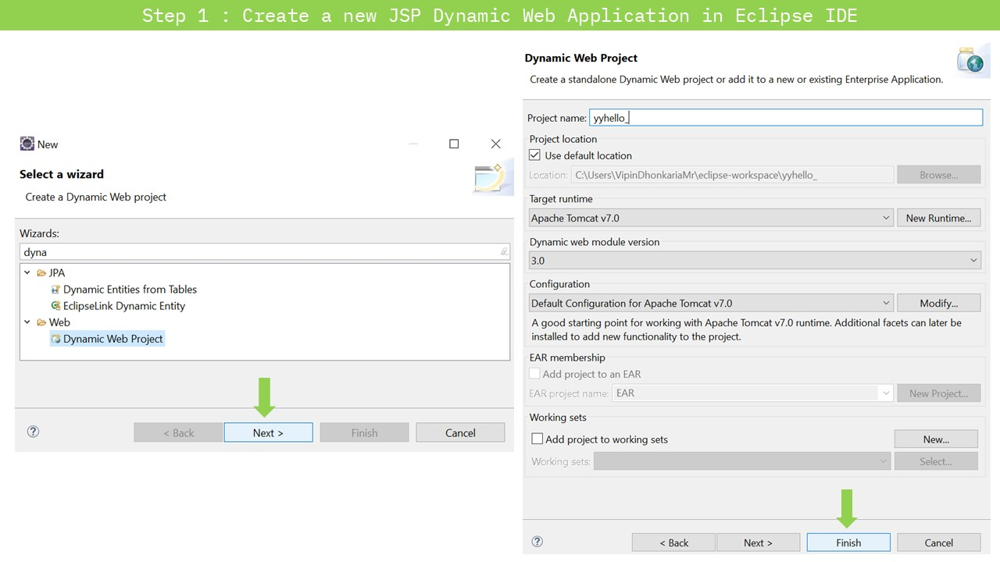 Step 1 : Create a new JSP Dynamic Web Application in Eclipse IDE
New
Select a wizard
Create a Dynamic Web project
Wizards:
dyna
JPA
Dynamic Entities from Tables
EclipseLink Dynamic Entity
Web
Dynamic Web Project
< Back
Next >
Finish
Cancel
Dynamic Web Project
Create a standalone Dynamic Web project or add it to a new or existing Enterprise Application.
Project name: yyhello_
Project location
Use default location
Location: C:\Users\VipinDhonkariaMr\eclipse-workspace\yyhello_ Browse...
Target runtime
Apache Tomcat v7.0 New Runtime...
Dynamic web module version
3.0
Configuration
Default Configuration for Apache Tomcat v7.0 Modify...
A good starting point for working with Apache Tomcat v7.0 runtime. Additional facets can later be
installed to add new functionality to the project.
EAR membership
Add project to an EAR
EAR project name: EAR New Project...
Working sets
Add project to working sets New...
Working sets: Select...
< Back Next > Finish Cancel